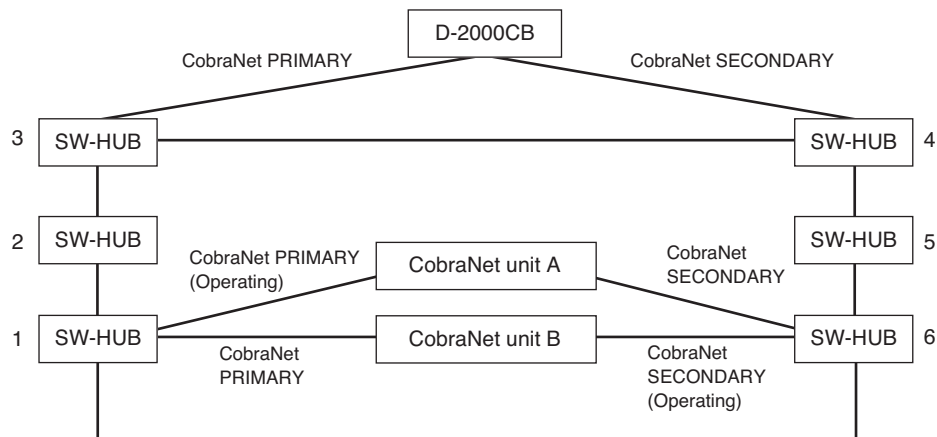 D-2000CB
CobraNet PRIMARY
CobraNet SECONDARY
3
SW-HUB
SW-HUB
4
2
SW-HUB
SW-HUB
5
CobraNet PRIMARY
(Operating)
CobraNet unit A
CobraNet
SECONDARY
1
SW-HUB
CobraNet unit B
SW-HUB
6
CobraNet
PRIMARY
CobraNet
SECONDARY
(Operating)